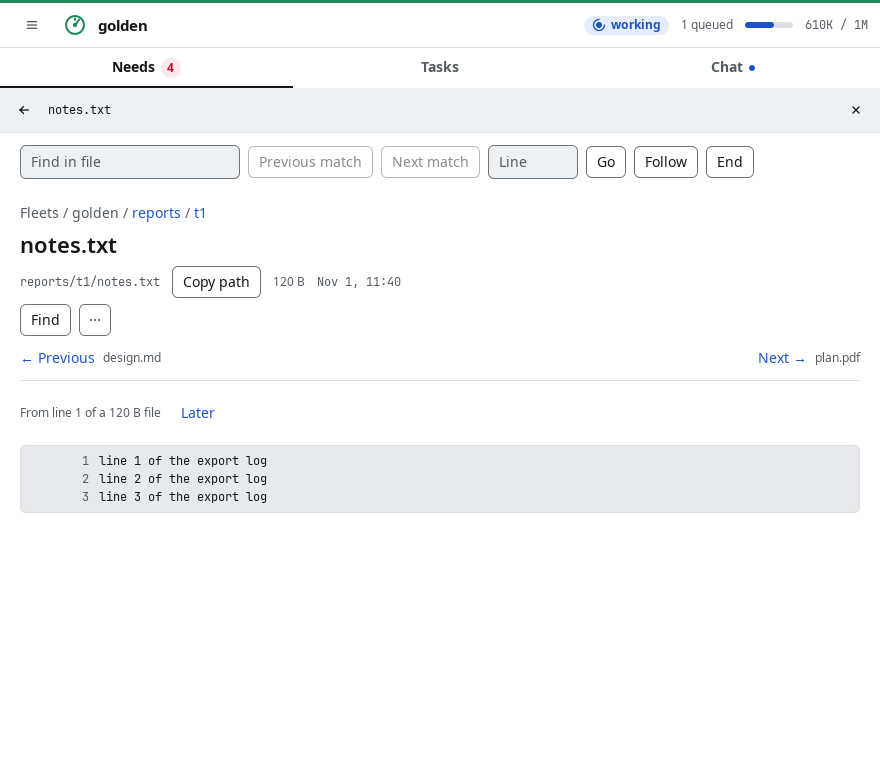 golden
working 1 queued 610K / 1M
Needs 4 Tasks Chat
notes.txt
Find in file Previous match Next match Line Go Follow End
Fleets / golden / reports / t1
notes.txt
reports/t1/notes.txt Copy path 120 B Nov 1, 11:40
Find ···
← Previous design.md Next → plan.pdf
From line 1 of a 120 B file Later
1 line 1 of the export log
2 line 2 of the export log
3 line 3 of the export log